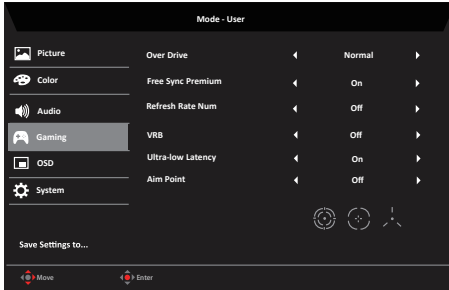 Mode - User
Picture
Color
Audio
Gaming
OSD
System
Over Drive Normal
Free Sync Premium On
Refresh Rate Num Off
VRB Off
Ultra-low Latency On
Aim Point Off
Save Settings to...
Move Enter